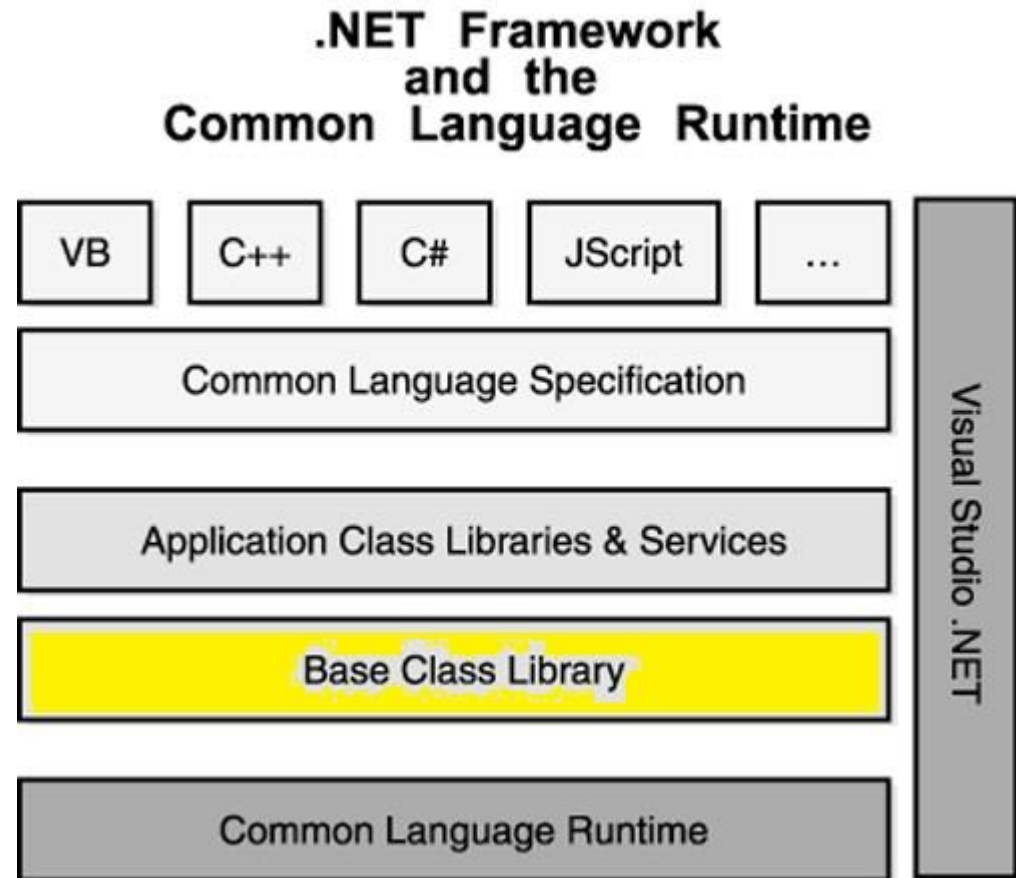 .NET Framework
and the
Common Language Runtime
VB
C++
C#
JScript
...
Common Language Specification
Application Class Libraries & Services
Base Class Library
Common Language Runtime
Visual Studio .NET